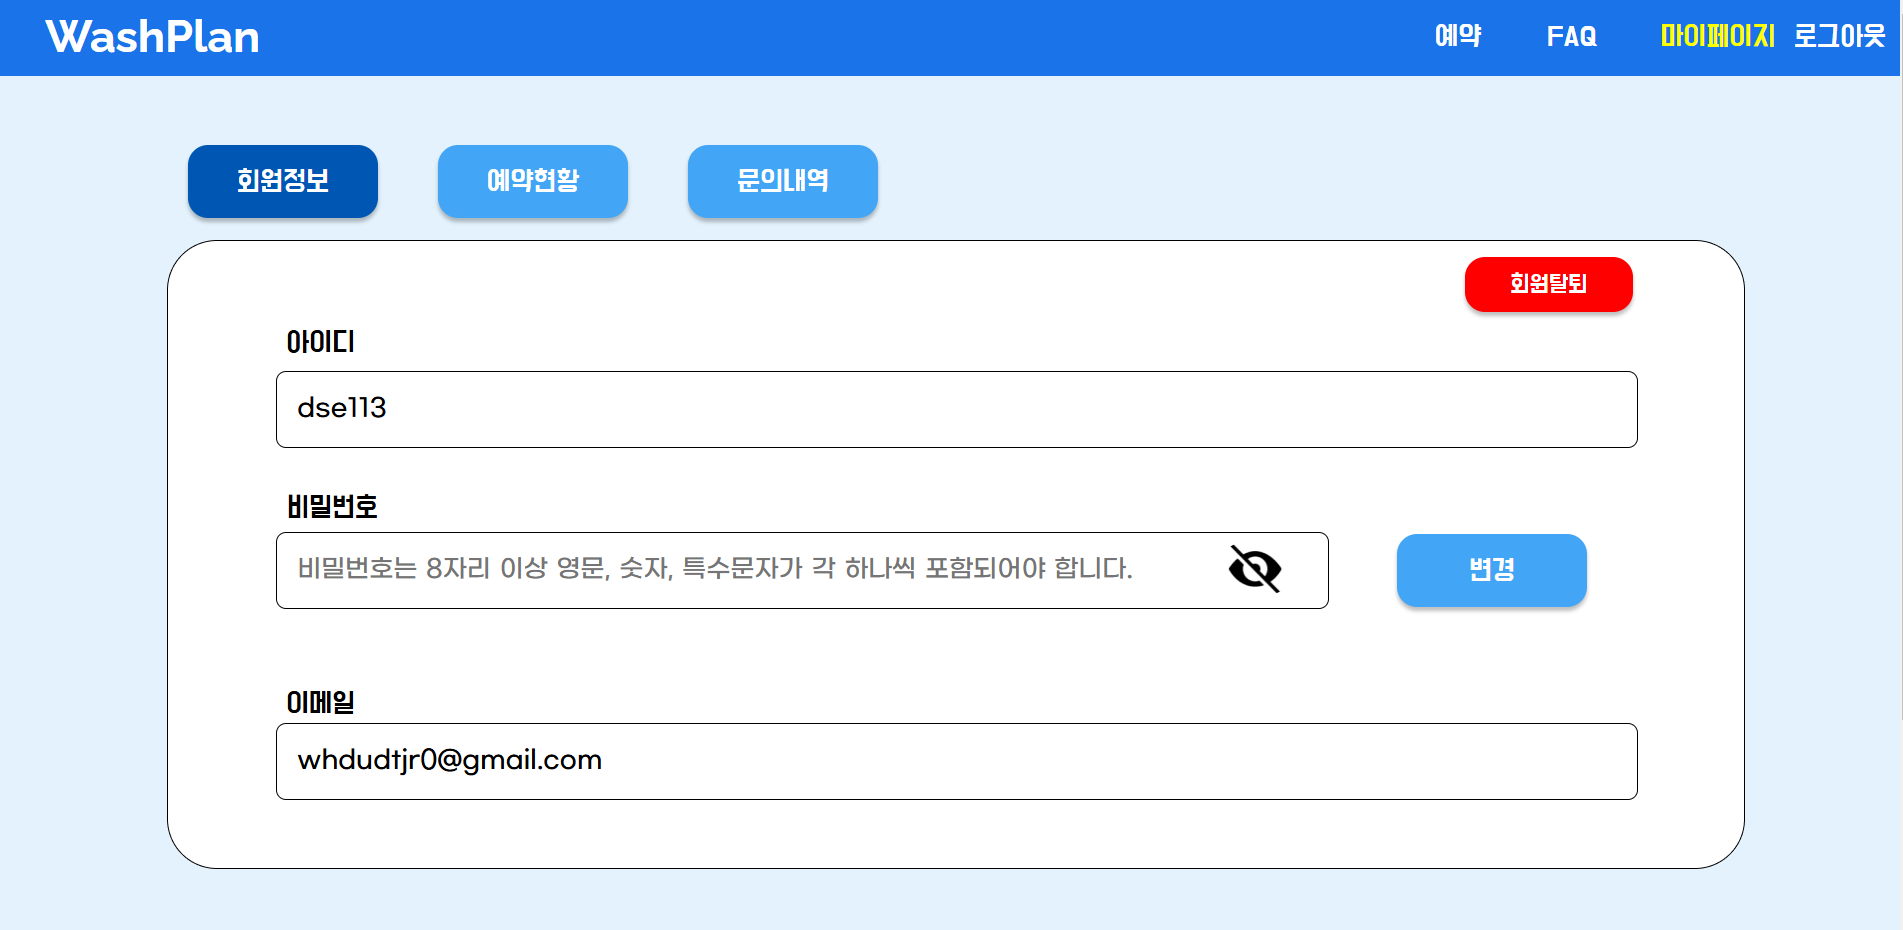 WashPlan
예약 FAQ 마이페이지 로그아웃
회원정보 예약현황 문의내역
회원탈퇴
아이디
dse113
비밀번호
비밀번호는 8자리 이상 영문, 숫자, 특수문자가 각 하나씩 포함되어야 합니다.
변경
이메일
whdudtjr0@gmail.com